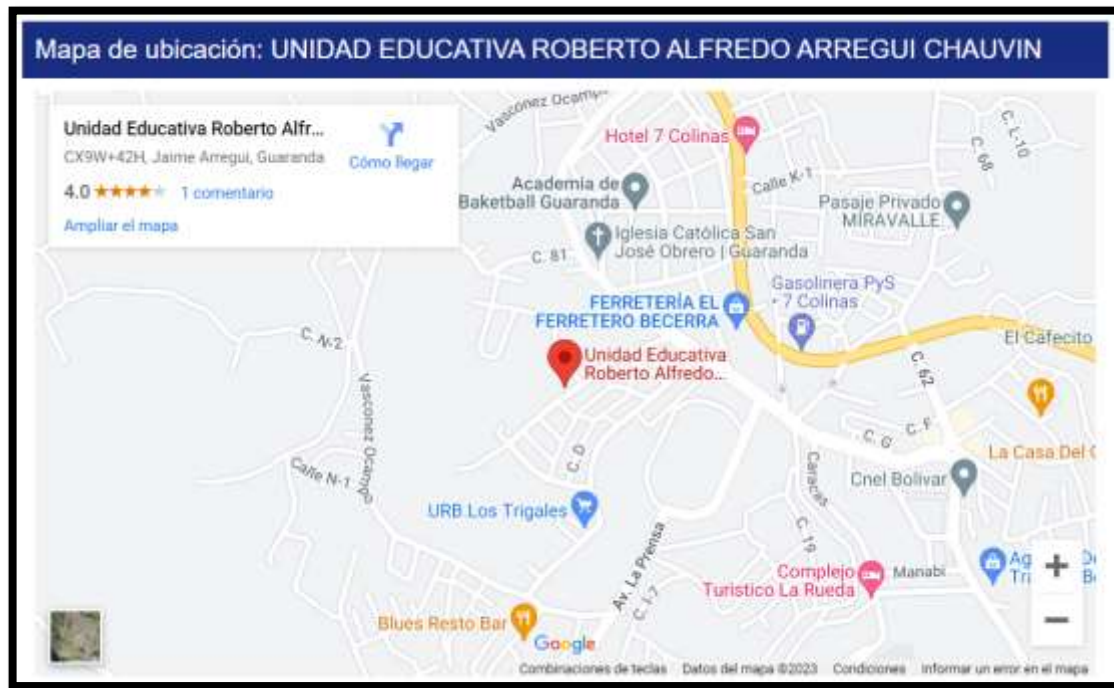 Mapa de ubicación: UNIDAD EDUCATIVA ROBERTO ALFREDO ARREGUI CHAUVIN
Unidad Educativa Roberto Alfr...
CX9W+42H, Jaime Arregui, Guaranda
Cómo llegar
4.0
1 comentario
Ampliar el mapa
Vasconez Ocampo
Hotel 7 Colinas
C. 68
C. L-10
Calle K-1
Academia de
Baketball Guaranda
Pasaje Privado
MIRAVALLE
Iglesia Católica San
José Obrero | Guaranda
C. 81
Gasolinera PyS
- 7 Colinas
FERRETERÍA EL
FERRETERO BECERRA
C. N-2
El Cafecito
Unidad Educativa
Roberto Alfredo...
C. 62
Vasconez Ocampo
C. D
C. G
C. F
La Casa Del C
Calle N-1
Caracas
Cnel Bolivar
URB.Los Trigales
C. 19
Av. La Prensa
Complejo
Turistico La Rueda
Manabi
Ag
De
Tri
Be
+
−
C. I-7
Blues Resto Bar
Google
Combinaciones de teclas
Datos del mapa ©2023
Condiciones
Informar un error en el mapa